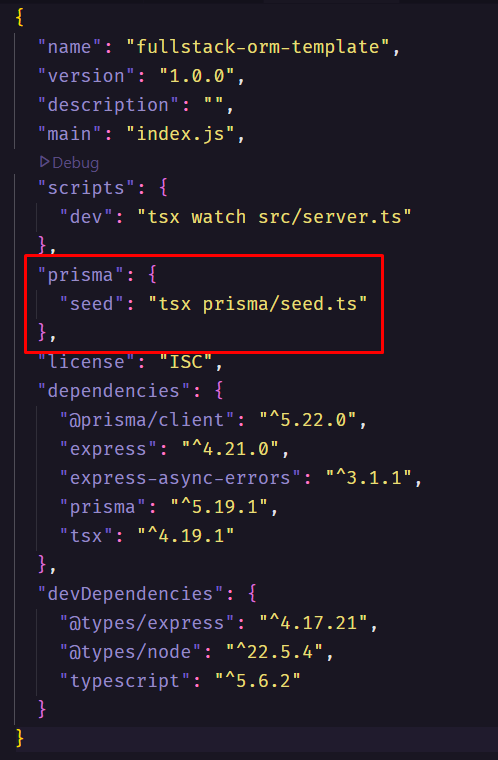 {
"name": "fullstack-orm-template",
"version": "1.0.0",
"description": "",
"main": "index.js",
Debug
"scripts": {
"dev": "tsx watch src/server.ts"
},
"prisma": {
"seed": "tsx prisma/seed.ts"
},
"license": "ISC",
"dependencies": {
"@prisma/client": "^5.22.0",
"express": "^4.21.0",
"express-async-errors": "^3.1.1",
"prisma": "^5.19.1",
"tsx": "^4.19.1"
},
"devDependencies": {
"@types/express": "^4.17.21",
"@types/node": "^22.5.4",
"typescript": "^5.6.2"
}
}